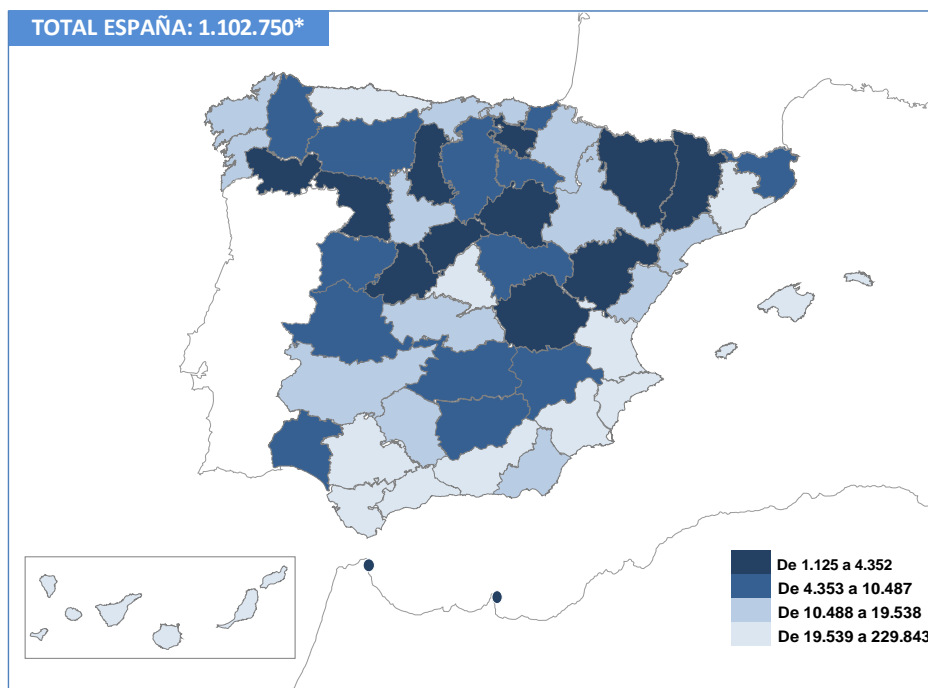 TOTAL ESPAÑA: 1.102.750*
De 1.125 a 4.352
De 4.353 a 10.487
De 10.488 a 19.538
De 19.539 a 229.843